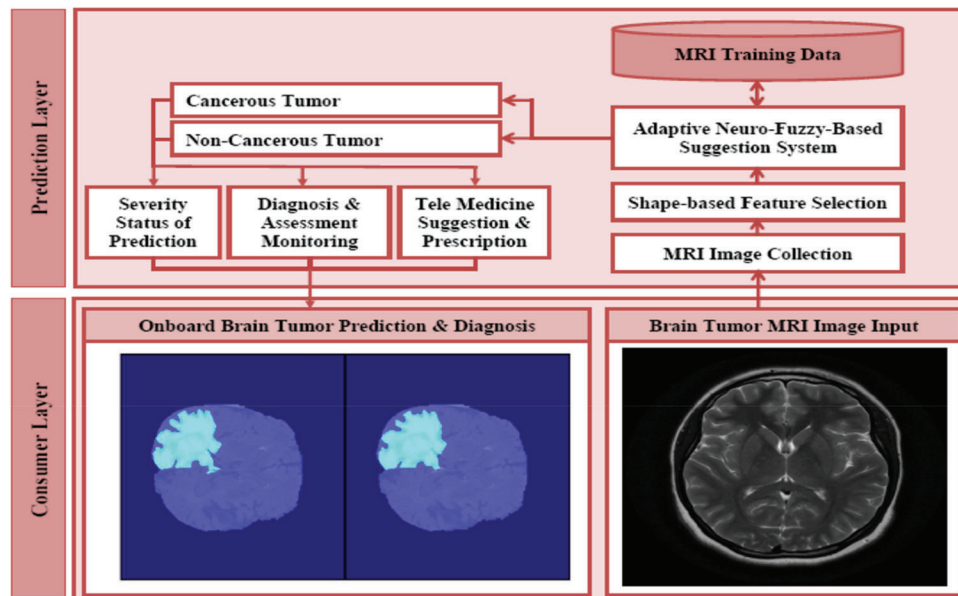 Prediction Layer
MRI Training Data
Cancerous Tumor
Non-Cancerous Tumor
Adaptive Neuro-Fuzzy-Based
Suggestion System
Severity
Status of
Prediction
Diagnosis &
Assessment
Monitoring
Tele Medicine
Suggestion &
Prescription
Shape-based Feature Selection
MRI Image Collection
Consumer Layer
Onboard Brain Tumor Prediction & Diagnosis
Brain Tumor MRI Image Input